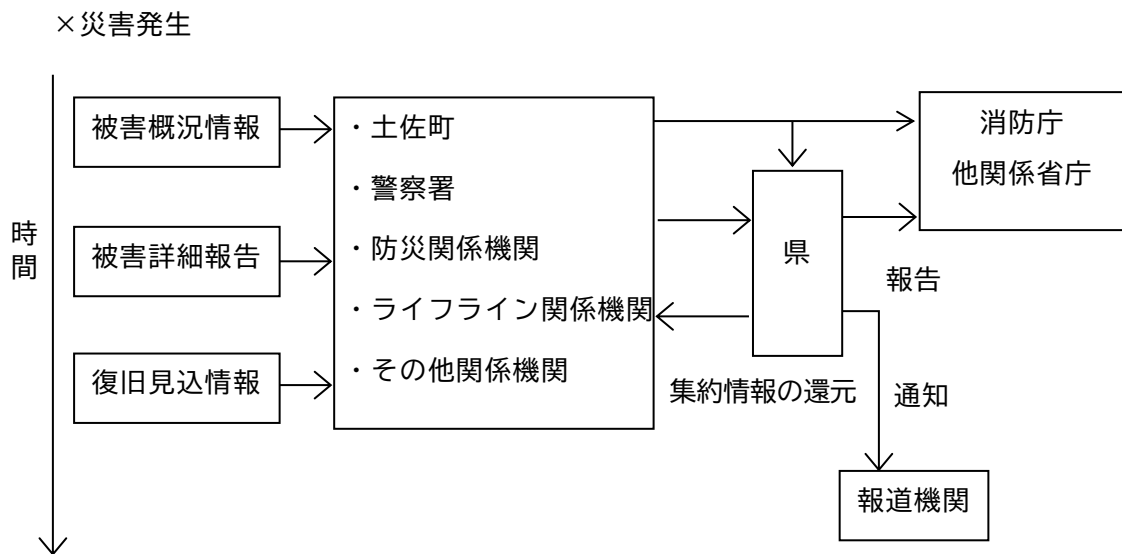 ×災害発生
時間
被害概況情報
被害詳細報告
復旧見込情報
・土佐町
・警察署
・防災関係機関
・ライフライン関係機関
・その他関係機関
県
消防庁
他関係省庁
報告
集約情報の還元
通知
報道機関